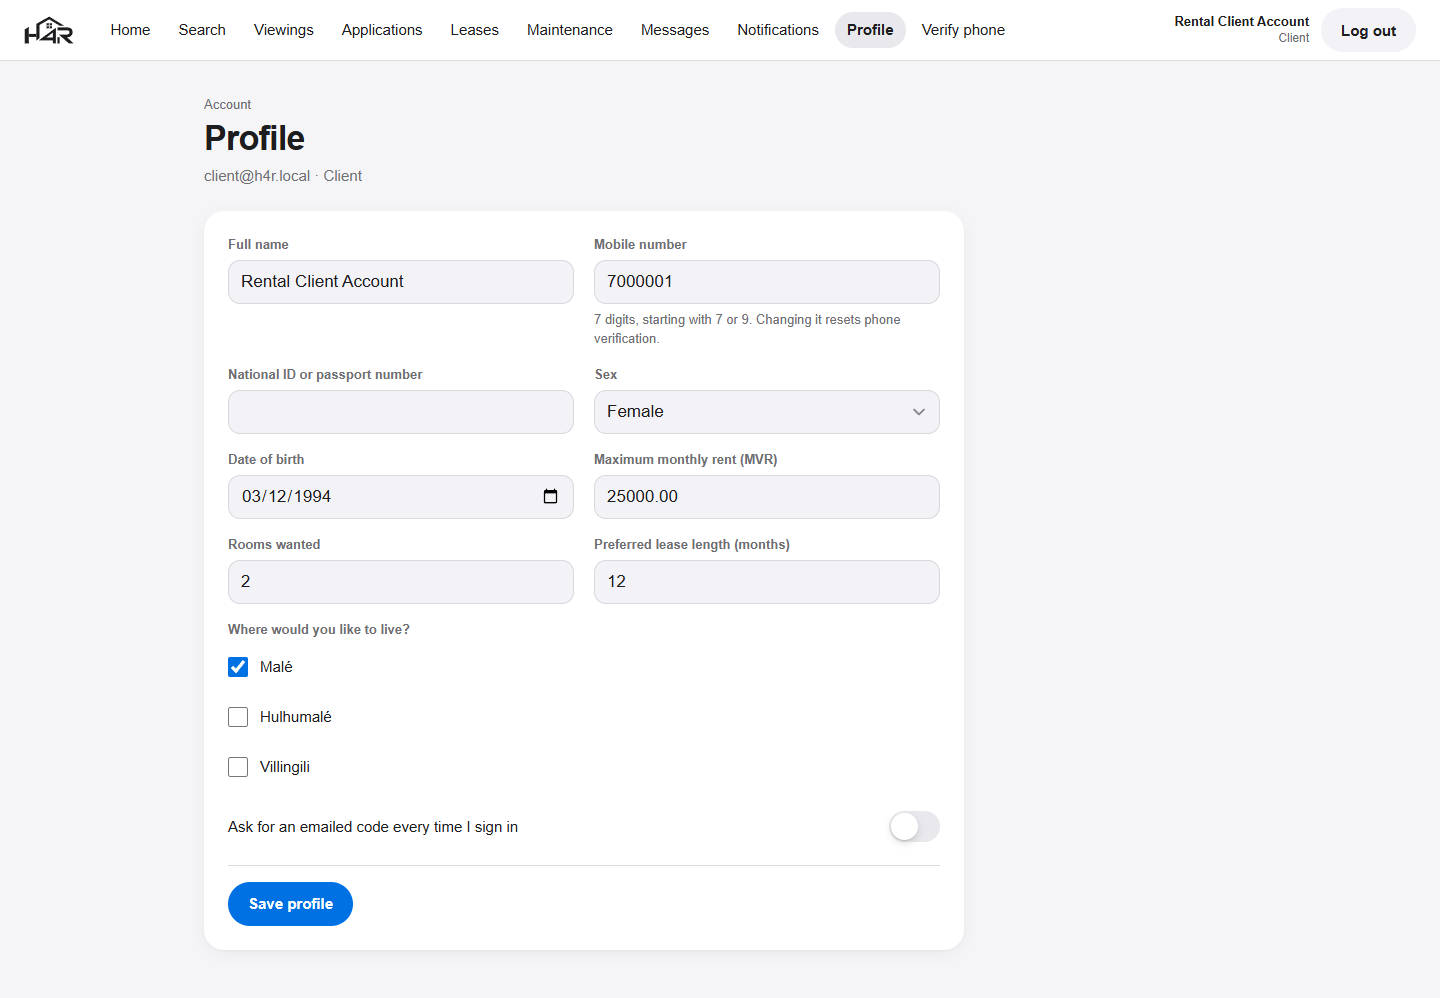 H4R
Home
Search
Viewings
Applications
Leases
Maintenance
Messages
Notifications
Profile
Verify phone
Rental Client Account
Client
Log out
Account
Profile
client@h4r.local · Client
Full name
Rental Client Account
Mobile number
7000001
7 digits, starting with 7 or 9. Changing it resets phone
verification.
National ID or passport number
Sex
Female
Date of birth
03/12/1994
Maximum monthly rent (MVR)
25000.00
Rooms wanted
2
Preferred lease length (months)
12
Where would you like to live?
Malé
Hulhumalé
Villingili
Ask for an emailed code every time I sign in
Save profile